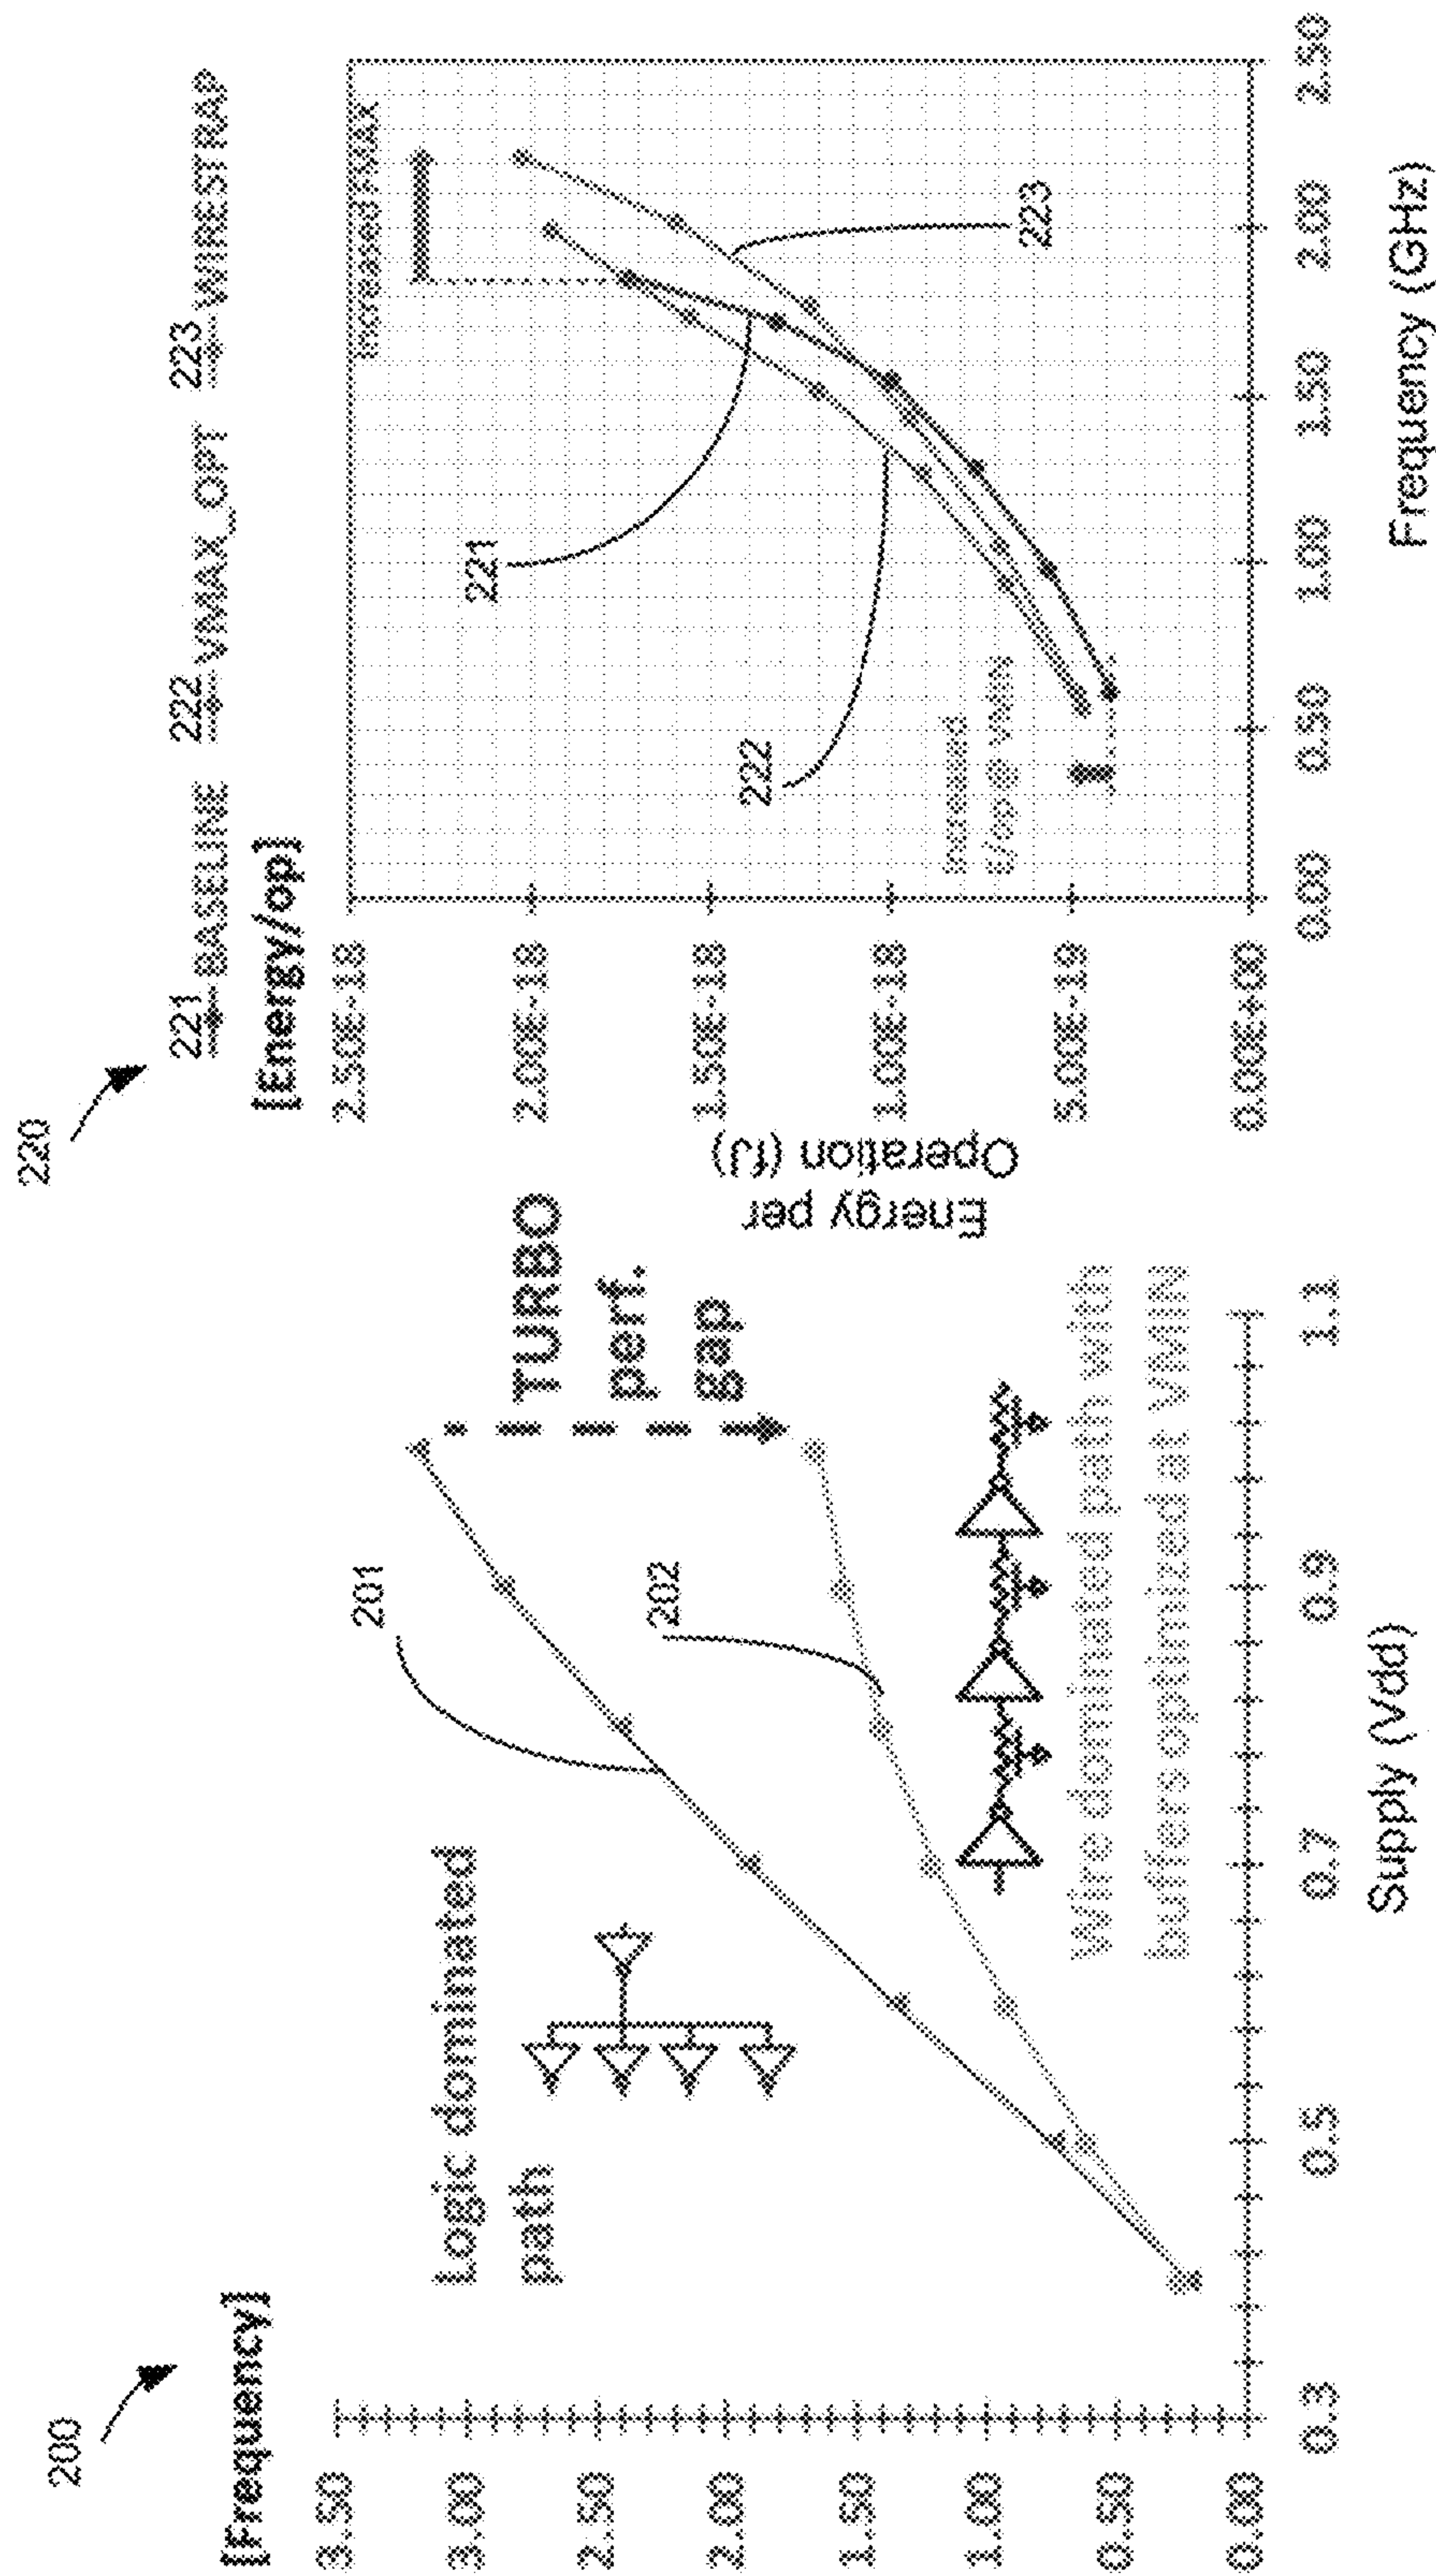 200
[Frequency]
3.50
3.00
2.50
2.00
1.50
1.00
0.50
0.00
0.3
0.5
0.7
0.9
1.1
Supply (Vdd)
Logic dominated
path
201
202
TURBO
perf.
gap
Wire dominated path with
buffers optimized at VMIN
220
221 BASELINE 222 VMAX_OPT 223 WIRESTRAP
[Energy/op]
Energy per
Operation (fJ)
2.50E-18
2.00E-18
1.50E-18
1.00E-18
5.00E-19
0.00E+00
0.00
0.50
1.00
1.50
2.00
2.50
Frequency (GHz)
Increased FMAX
221
222
223
Increased
E/op @ VMIN